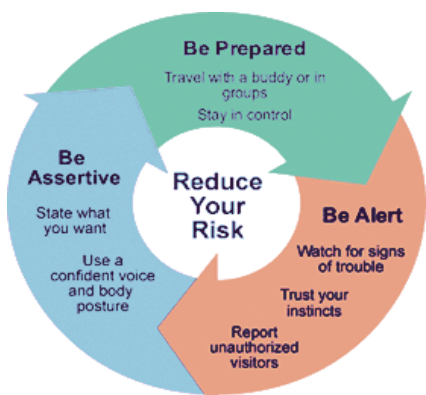 Be Prepared
Travel with a buddy or in
groups
Stay in control
Be Alert
Watch for signs
of trouble
Trust your
instincts
Report
unauthorized
visitors
Be
Assertive
State what
you want
Use a
confident voice
and body
posture
Reduce
Your
Risk